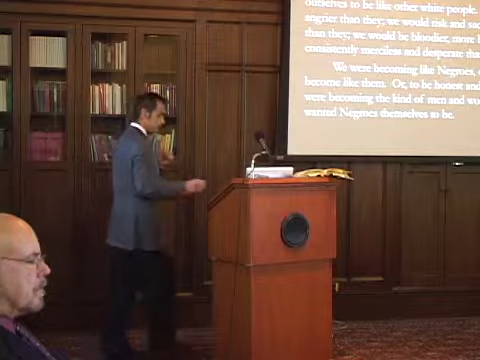 ourselves to be like other white people.
angrier than they; we would risk and sac
than they; we would be bloodier, more
consistently merciless and desperate tha
We were becoming like Negroes,
become like them. Or, to be honest and
were becoming the kind of men and wo
wanted Negroes themselves to be.